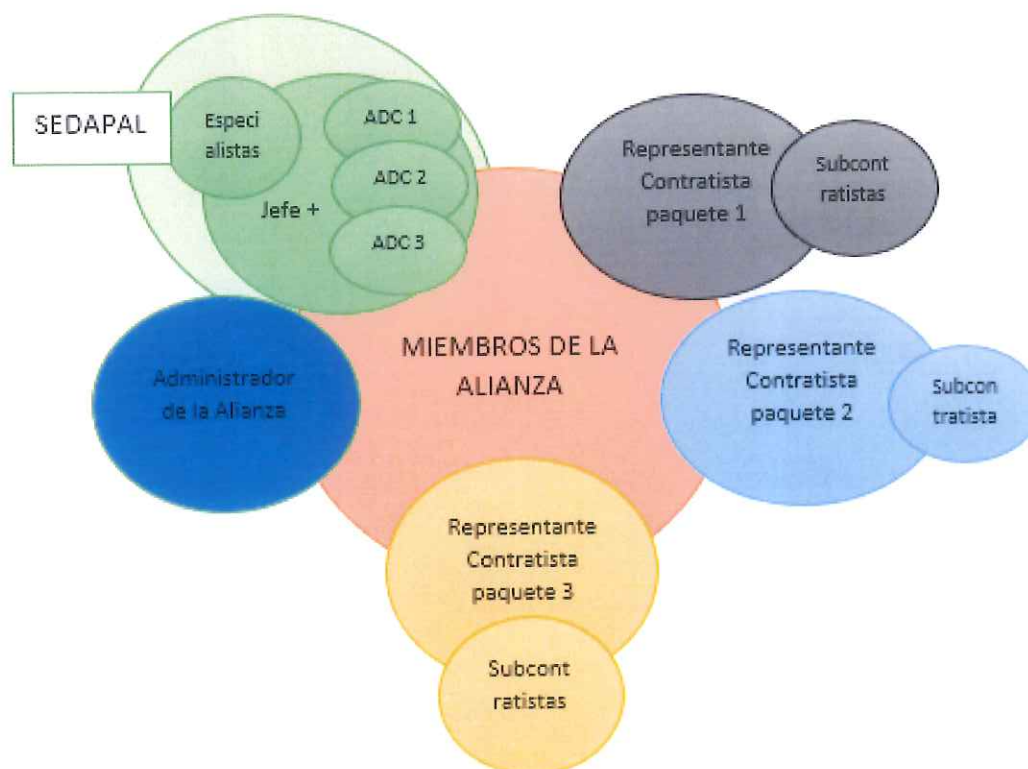 SEDAPAL
Especi
alistas
Jefe +
ADC 1
ADC 2
ADC 3
Representante
Contratista
paquete 1
Subcont
ratistas
MIEMBROS DE LA
ALIANZA
Administrador
de la Alianza
Representante
Contratista
paquete 2
Subcon
tratista
Representante
Contratista
paquete 3
Subcont
ratistas